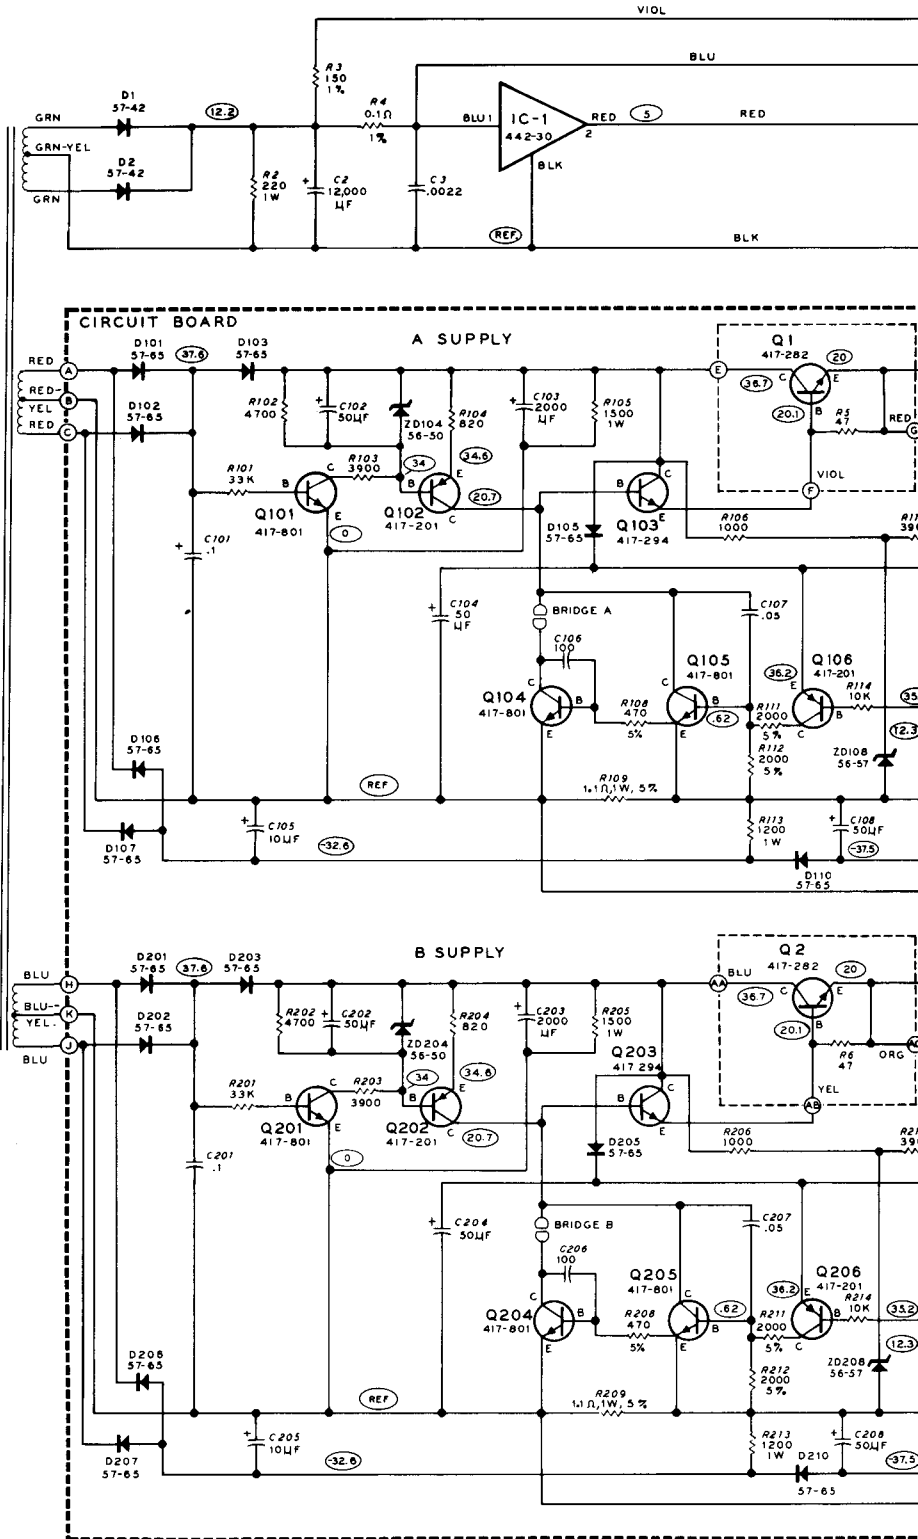 VIOL
BLU
R3
150
1%
D1
57-42
12.2
R4
0.1Ω
1%
GRN
GRN-YEL
D2
57-42
GRN
R2
220
1W
+
C2
12,000
µF
C3
.0022
BLU 1
IC-1
442-30
RED
2
5
RED
BLK
REF.
BLK
CIRCUIT BOARD
A SUPPLY
RED
A
RED-
B
YEL
RED
C
D101
57-65
37.6
D103
57-65
D102
57-65
R102
4700
+
C102
50µF
ZD104
56-50
R104
820
+
C103
2000
µF
R105
1500
1W
E
Q1
417-282
20
C
E
36.7
20.1
B
R5
47
RED
G
VIOL
F
R101
33K
B
C
E
R103
3900
34
34.6
B
E
C
20.7
Q101
417-801
0
Q102
417-201
B
C
E
Q103
417-294
D105
57-65
R106
1000
R11
390
+
C101
.1
+
C104
50
µF
BRIDGE A
C106
100
C107
.05
Q104
417-801
C
B
E
R108
470
5%
Q105
417-801
C
B
E
.62
36.2
Q106
417-201
E
B
C
R114
10K
35
12.3
R111
2000
5%
R112
2000
5%
ZD108
56-57
D106
57-65
REF
R109
1.1Ω,1W, 5%
D107
57-65
+
C105
10µF
-32.6
R113
1200
1W
+
C108
50µF
-37.5
D110
57-65
B SUPPLY
BLU
H
BLU-
K
YEL.
BLU
J
D201
57-65
37.6
D203
57-65
D202
57-65
R202
4700
+
C202
50µF
ZD204
56-50
R204
820
+
C203
2000
µF
R205
1500
1W
AA
BLU
Q2
417-282
20
C
E
36.7
20.1
B
R6
47
ORG
AC
YEL
AB
R201
33K
B
C
E
R203
3900
34
34.6
B
E
C
20.7
Q201
417-801
0
Q202
417-201
Q203
417 294
B
C
E
D205
57-65
R206
1000
R21
390
C201
.1
+
C204
50µF
BRIDGE B
C206
100
C207
.05
Q204
417-801
C
B
E
R208
470
5%
Q205
417-801
C
B
E
.62
36.2
Q206
417-201
E
B
C
R214
10K
35.2
12.3
R211
2000
5%
R212
2000
5%
ZD208
56-57
D206
57-65
REF
R209
1.1Ω,1W, 5%
D207
57-65
+
C205
10µF
-32.6
R213
1200
1W
D210
57-65
+
C208
50µF
-37.5